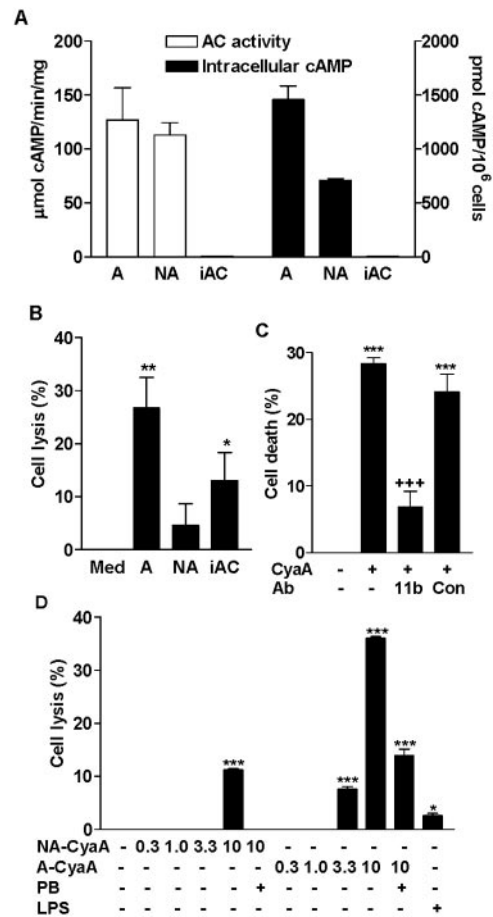 A
AC activity
Intracellular cAMP
µmol cAMP/min/mg
200
150
100
50
0
2000
1500
1000
500
0
pmol cAMP/10⁶ cells
A NA iAC A NA iAC
B
Cell lysis (%)
40
30
20
10
0
**
*
Med A NA iAC
C
Cell death (%)
30
20
10
0
***
+++
***
CyaA - + + +
Ab - - 11b Con
D
Cell lysis (%)
40
30
20
10
0
***
***
***
***
*
NA-CyaA - 0.3 1.0 3.3 10 10 - - - - - -
A-CyaA - - - - - - 0.3 1.0 3.3 10 10 -
PB - - - - - + - - - - + -
LPS - - - - - - - - - - - +